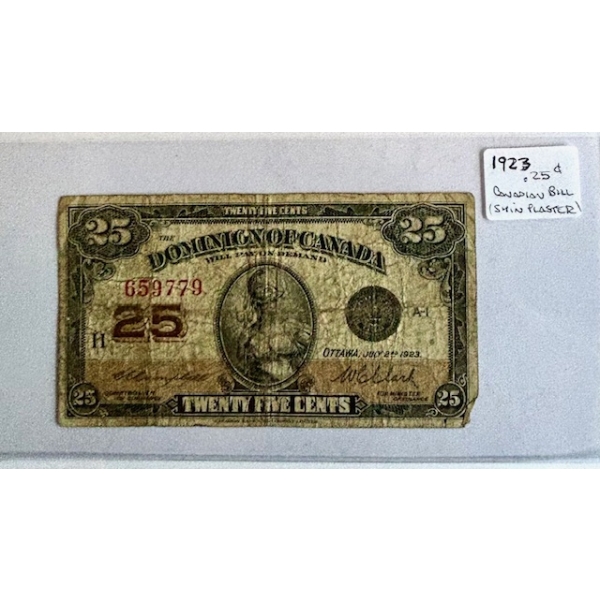 1923
.25¢
CANADIAN BILL
(SHIN PLASTER)
25 TWENTY FIVE CENTS 25
THE
DOMINION OF CANADA
WILL PAY ON DEMAND
659779
25
H
A-1
OTTAWA, JULY 2ND 1923.
25 TWENTY FIVE CENTS 25